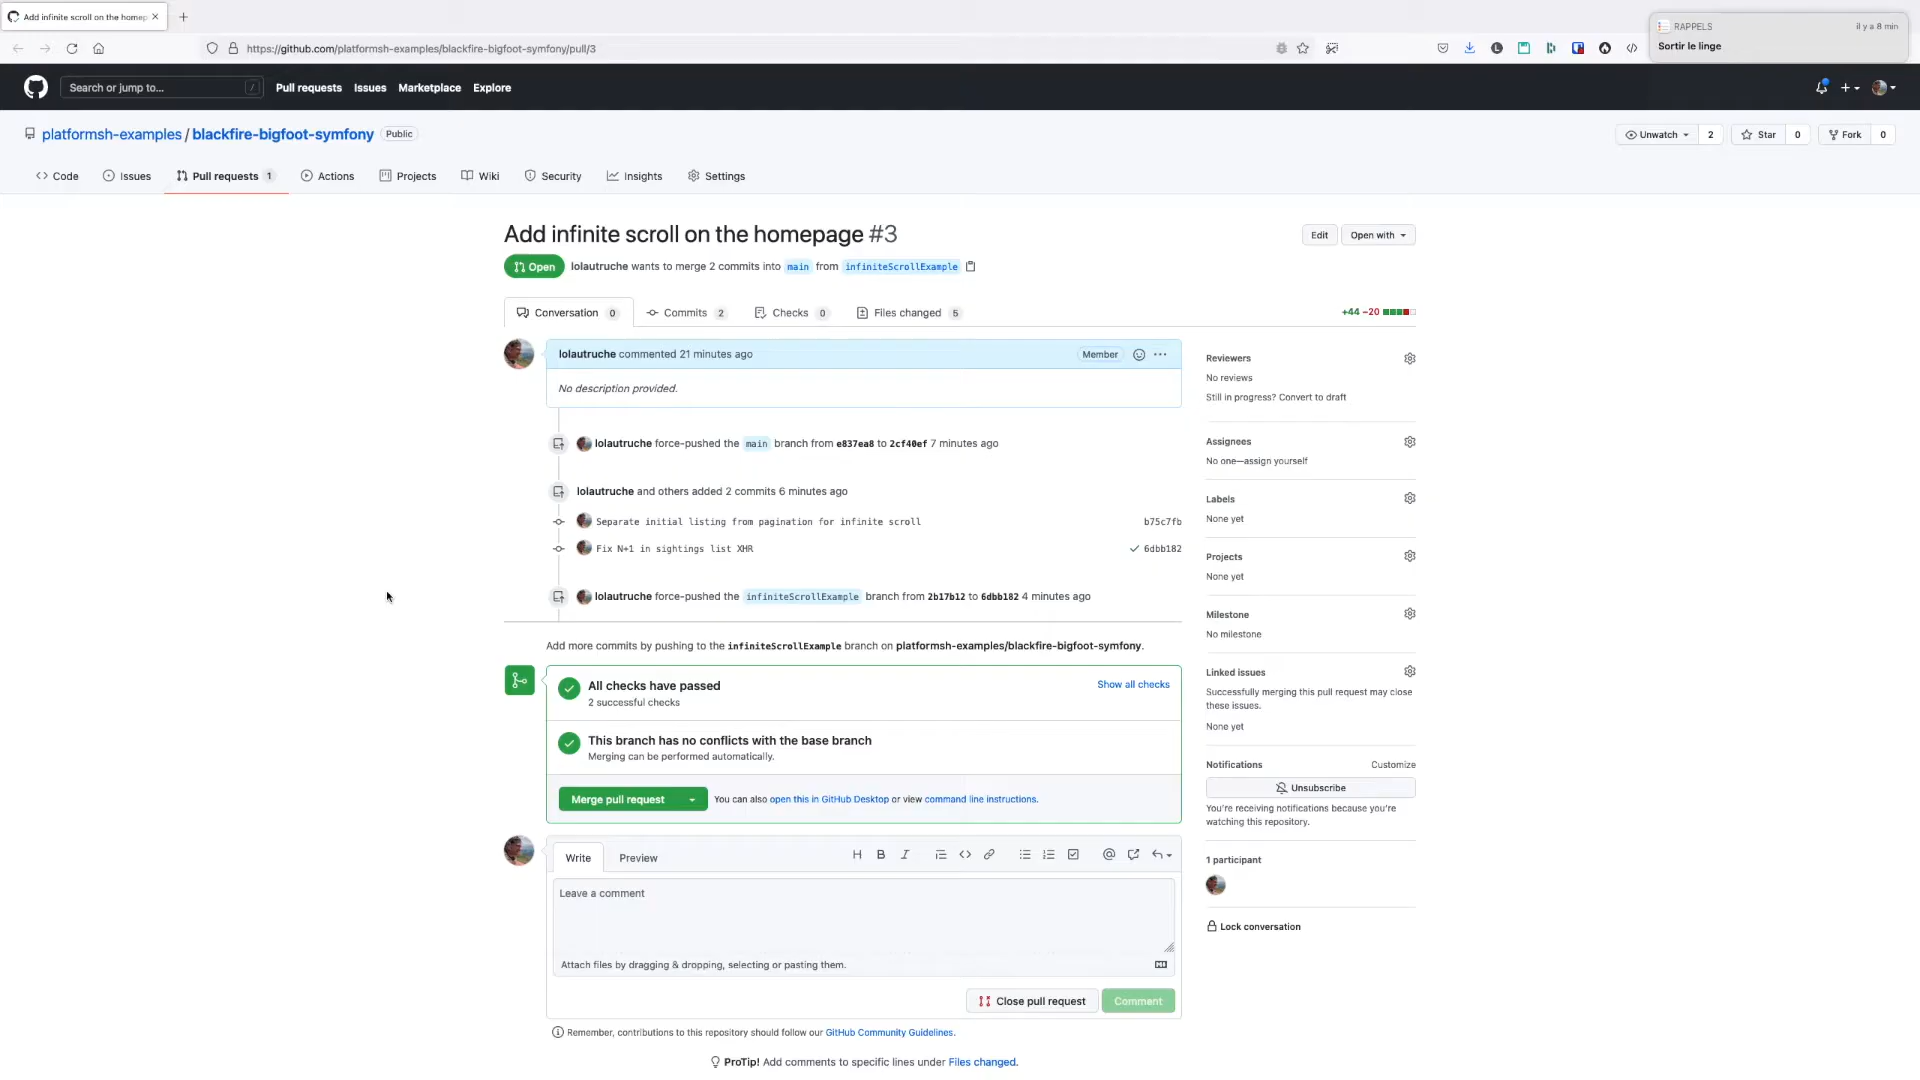 Add infinite scroll on the homep
RAPPELS
il y a 8 min
Sortir le linge
https://github.com/platformsh-examples/blackfire-bigfoot-symfony/pull/3
Search or jump to...
/
Pull requests
Issues
Marketplace
Explore
platformsh-examples / blackfire-bigfoot-symfony
Public
Unwatch
2
Star
0
Fork
0
Code
Issues
Pull requests 1
Actions
Projects
Wiki
Security
Insights
Settings
Add infinite scroll on the homepage #3
Edit
Open with
Open
lolautruche wants to merge 2 commits into main from infiniteScrollExample
Conversation 0
Commits 2
Checks 0
Files changed 5
+44 −20
lolautruche commented 21 minutes ago
Member
No description provided.
lolautruche force-pushed the main branch from e837ea8 to 2cf40ef 7 minutes ago
lolautruche and others added 2 commits 6 minutes ago
Separate initial listing from pagination for infinite scroll
b75c7fb
Fix N+1 in sightings list XHR
6dbb182
lolautruche force-pushed the infiniteScrollExample branch from 2b17b12 to 6dbb182 4 minutes ago
Add more commits by pushing to the infiniteScrollExample branch on platformsh-examples/blackfire-bigfoot-symfony.
All checks have passed
Show all checks
2 successful checks
This branch has no conflicts with the base branch
Merging can be performed automatically.
Merge pull request
You can also open this in GitHub Desktop or view command line instructions.
Write
Preview
Leave a comment
Attach files by dragging & dropping, selecting or pasting them.
Close pull request
Comment
Remember, contributions to this repository should follow our GitHub Community Guidelines.
ProTip! Add comments to specific lines under Files changed.
Reviewers
No reviews
Still in progress? Convert to draft
Assignees
No one—assign yourself
Labels
None yet
Projects
None yet
Milestone
No milestone
Linked issues
Successfully merging this pull request may close
these issues.
None yet
Notifications
Customize
Unsubscribe
You're receiving notifications because you're
watching this repository.
1 participant
Lock conversation